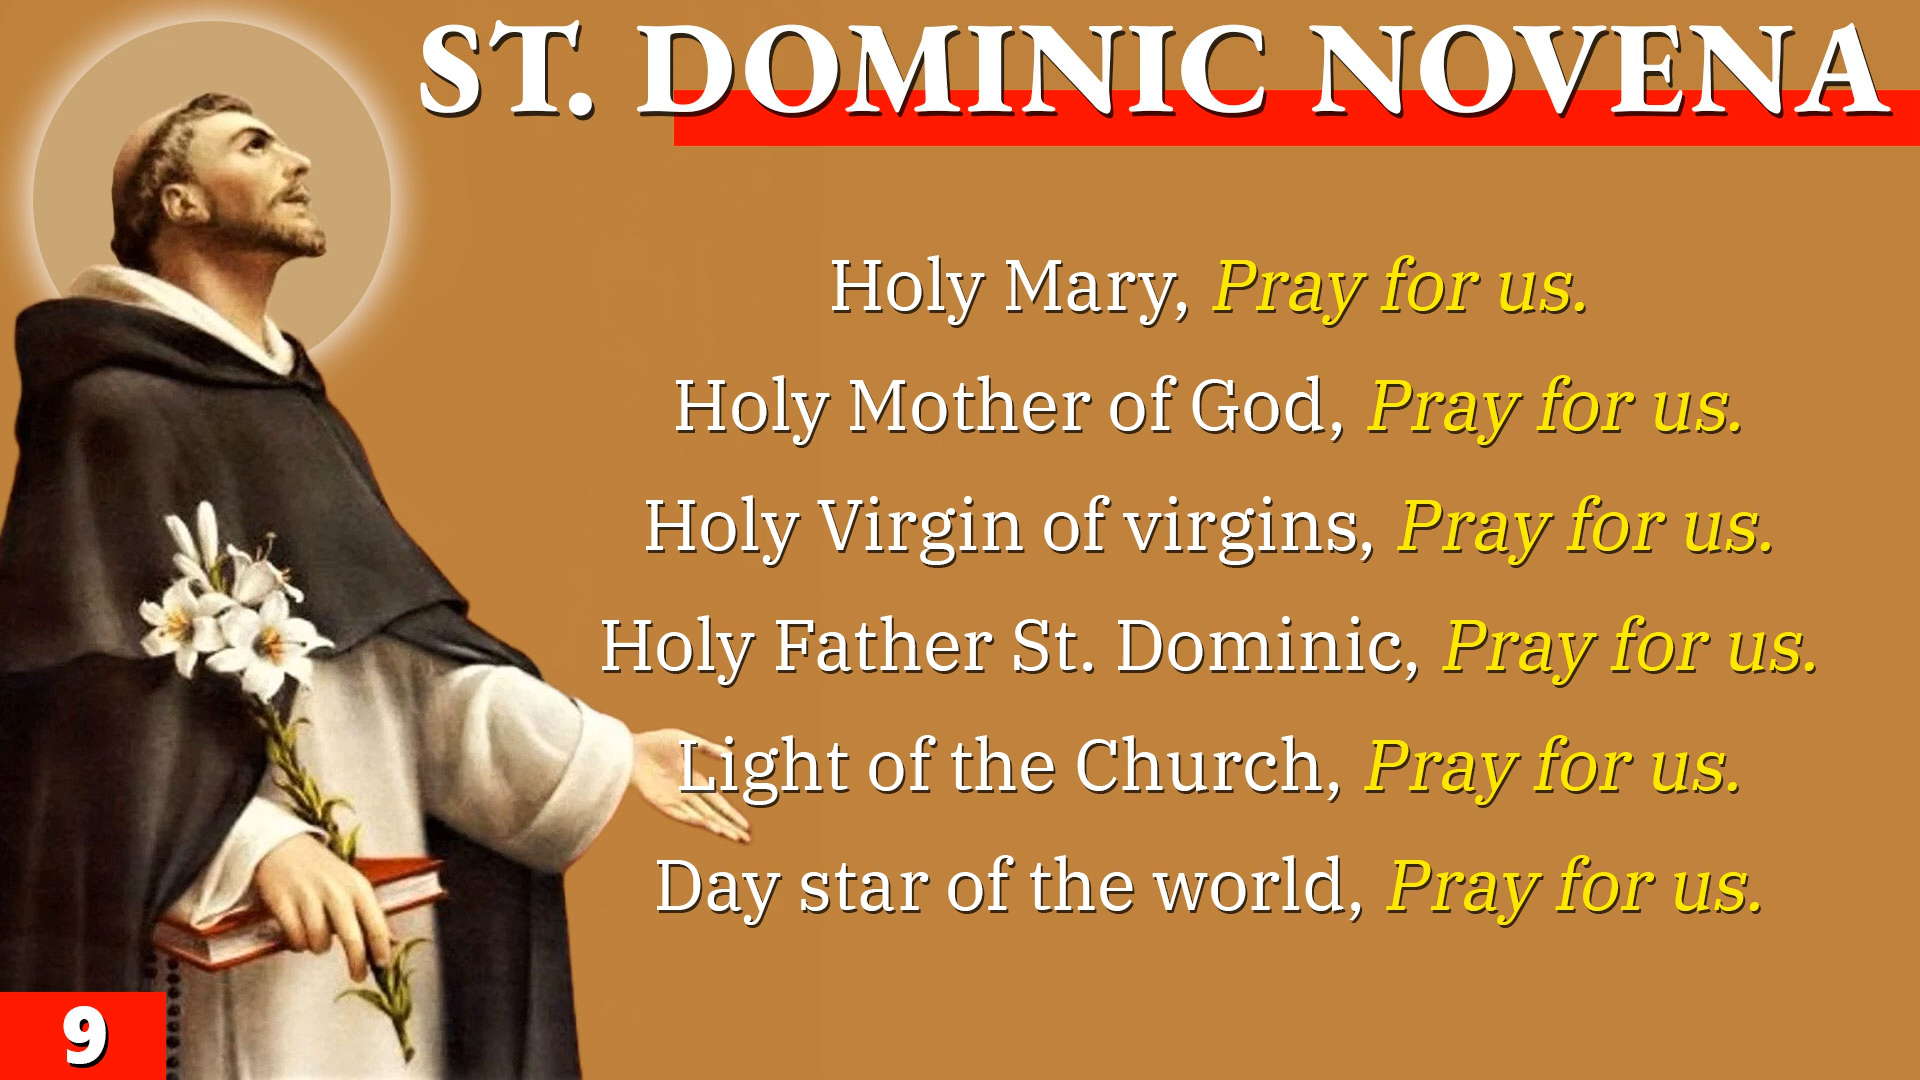 ST. DOMINIC NOVENA
Holy Mary, Pray for us.
Holy Mother of God, Pray for us.
Holy Virgin of virgins, Pray for us.
Holy Father St. Dominic, Pray for us.
Light of the Church, Pray for us.
Day star of the world, Pray for us.
9